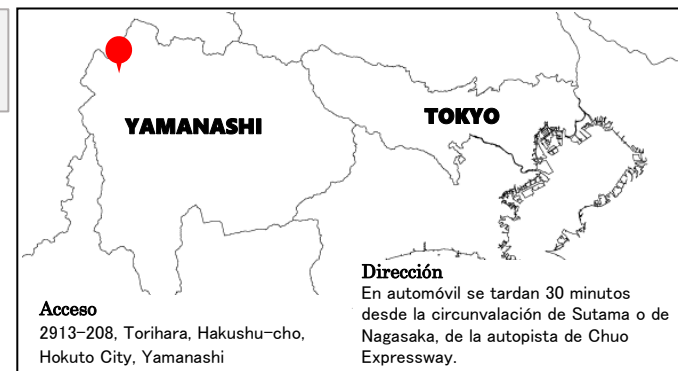 YAMANASHI
TOKYO
Acceso
2913-208, Torihara, Hakushu-cho,
Hokuto City, Yamanashi
Dirección
En automóvil se tardan 30 minutos
desde la circunvalación de Sutama o de
Nagasaka, de la autopista de Chuo
Expressway.